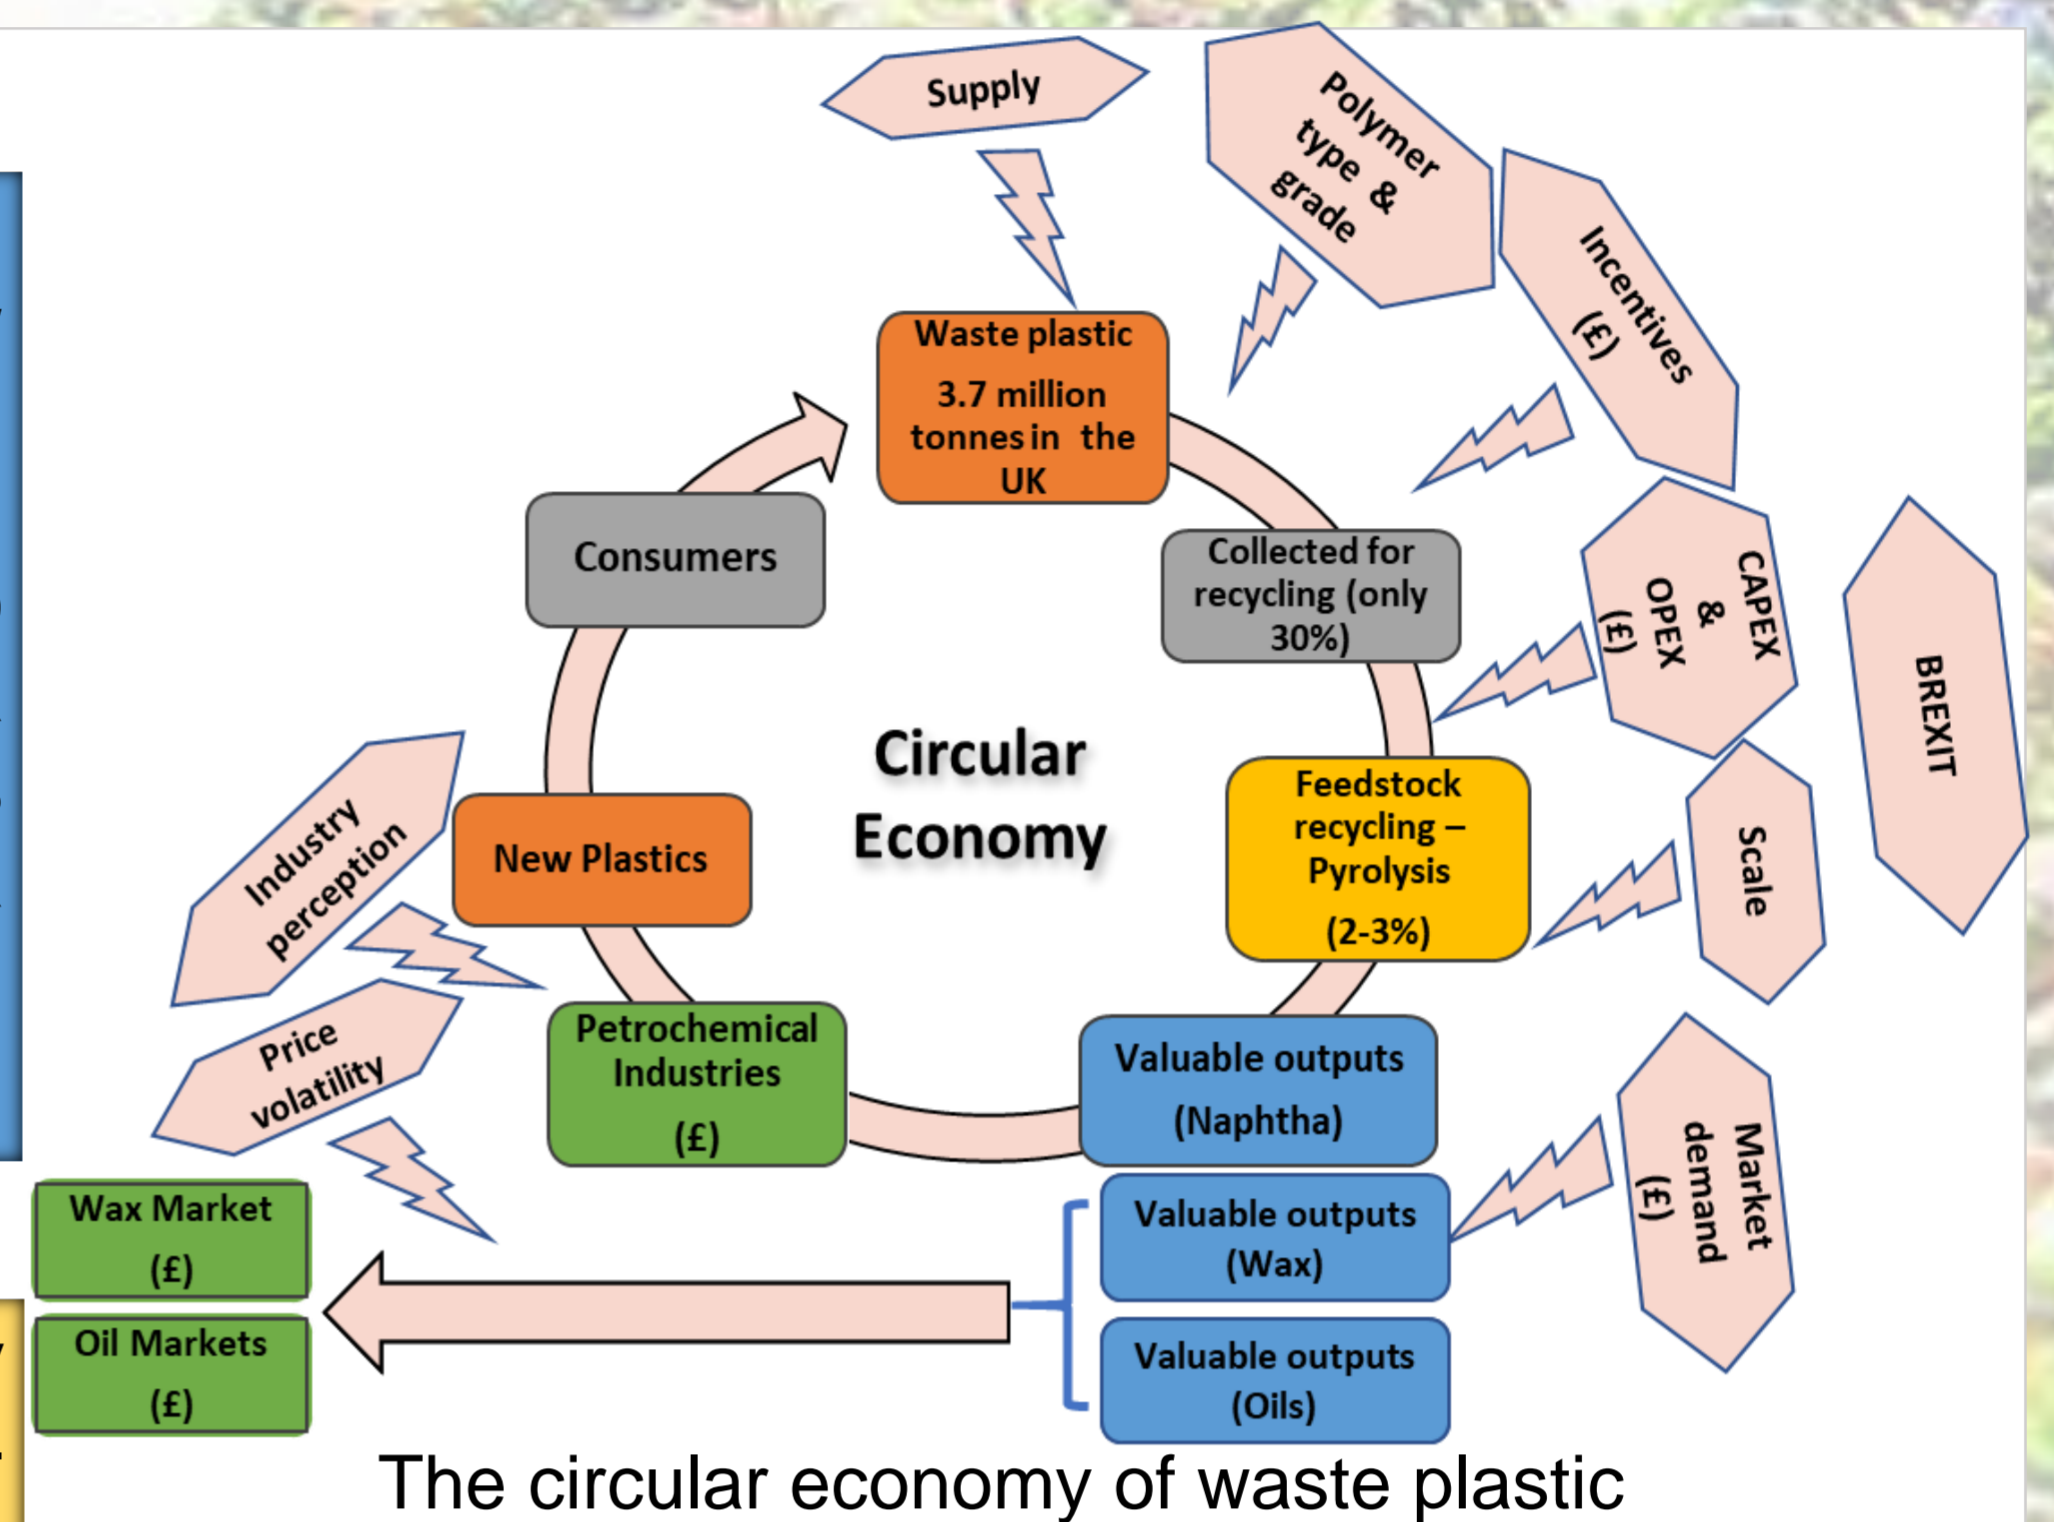 Supply
Polymer
type &
grade
Incentives
(£)
Waste plastic
3.7 million
tonnes in the
UK
Collected for
recycling (only
30%)
CAPEX
&
OPEX
(£)
BREXIT
Consumers
Circular
Economy
Feedstock
recycling –
Pyrolysis
(2-3%)
Scale
Industry
perception
New Plastics
Price
volatility
Petrochemical
Industries
(£)
Valuable outputs
(Naphtha)
Market
demand
(£)
Wax Market
(£)
Valuable outputs
(Wax)
Oil Markets
(£)
Valuable outputs
(Oils)
The circular economy of waste plastic